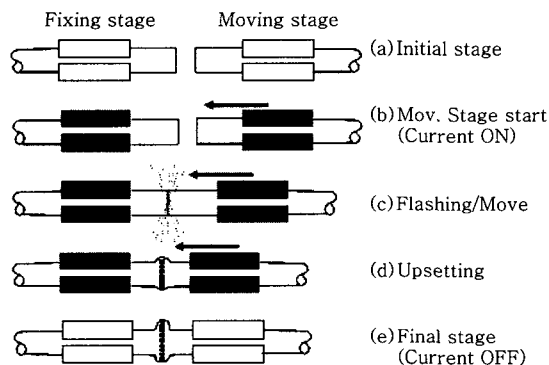 Fixing stage Moving stage
(a) Initial stage
(b) Mov. Stage start
(Current ON)
(c) Flashing/Move
(d) Upsetting
(e) Final stage
(Current OFF)